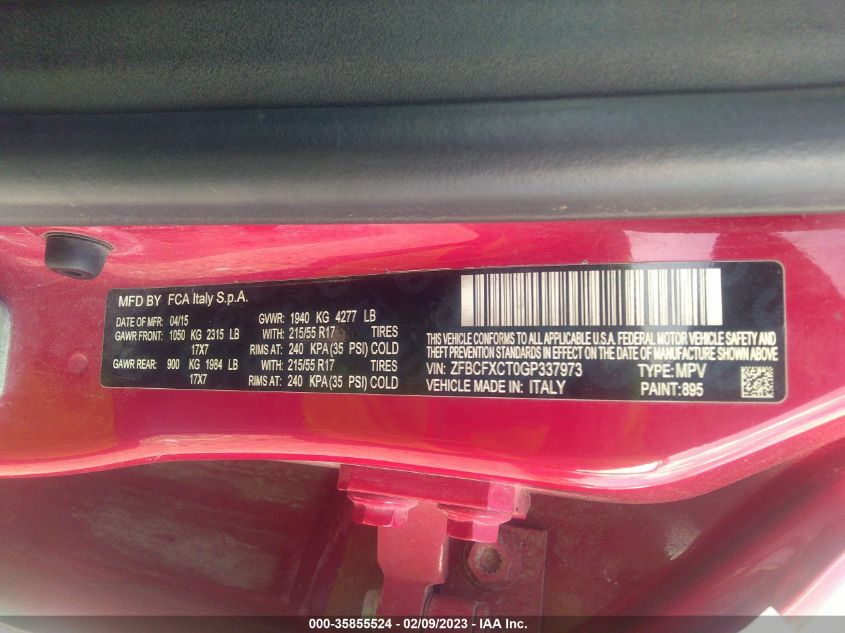 MFD BY FCA Italy S.p.A.
DATE OF MFR: 04/15 GVWR: 1940 KG 4277 LB
GAWR FRONT: 1050 KG 2315 LB WITH: 215/55 R17 TIRES
17X7 RIMS AT: 240 KPA (35 PSI) COLD
GAWR REAR: 900 KG 1984 LB WITH: 215/55 R17 TIRES
17X7 RIMS AT: 240 KPA (35 PSI) COLD
THIS VEHICLE CONFORMS TO ALL APPLICABLE U.S.A. FEDERAL MOTOR VEHICLE SAFETY AND
THEFT PREVENTION STANDARDS IN EFFECT ON THE DATE OF MANUFACTURE SHOWN ABOVE.
VIN: ZFBCFXCT0GP337973 TYPE: MPV
VEHICLE MADE IN: ITALY PAINT: 895
000-35855524 - 02/09/2023 - IAA Inc.